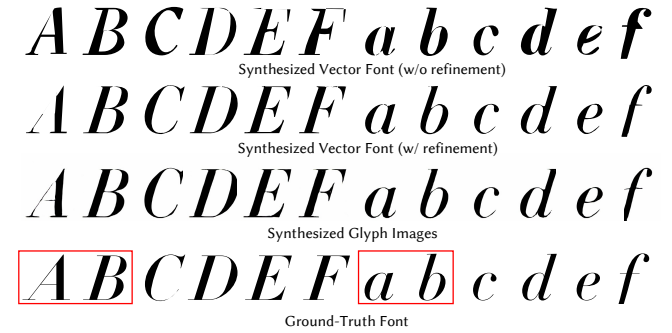 A B C D E F a b c d e f
Synthesized Vector Font (w/o refinement)
A B C D E F a b c d e f
Synthesized Vector Font (w/ refinement)
A B C D E F a b c d e f
Synthesized Glyph Images
A B C D E F a b c d e f
Ground-Truth Font